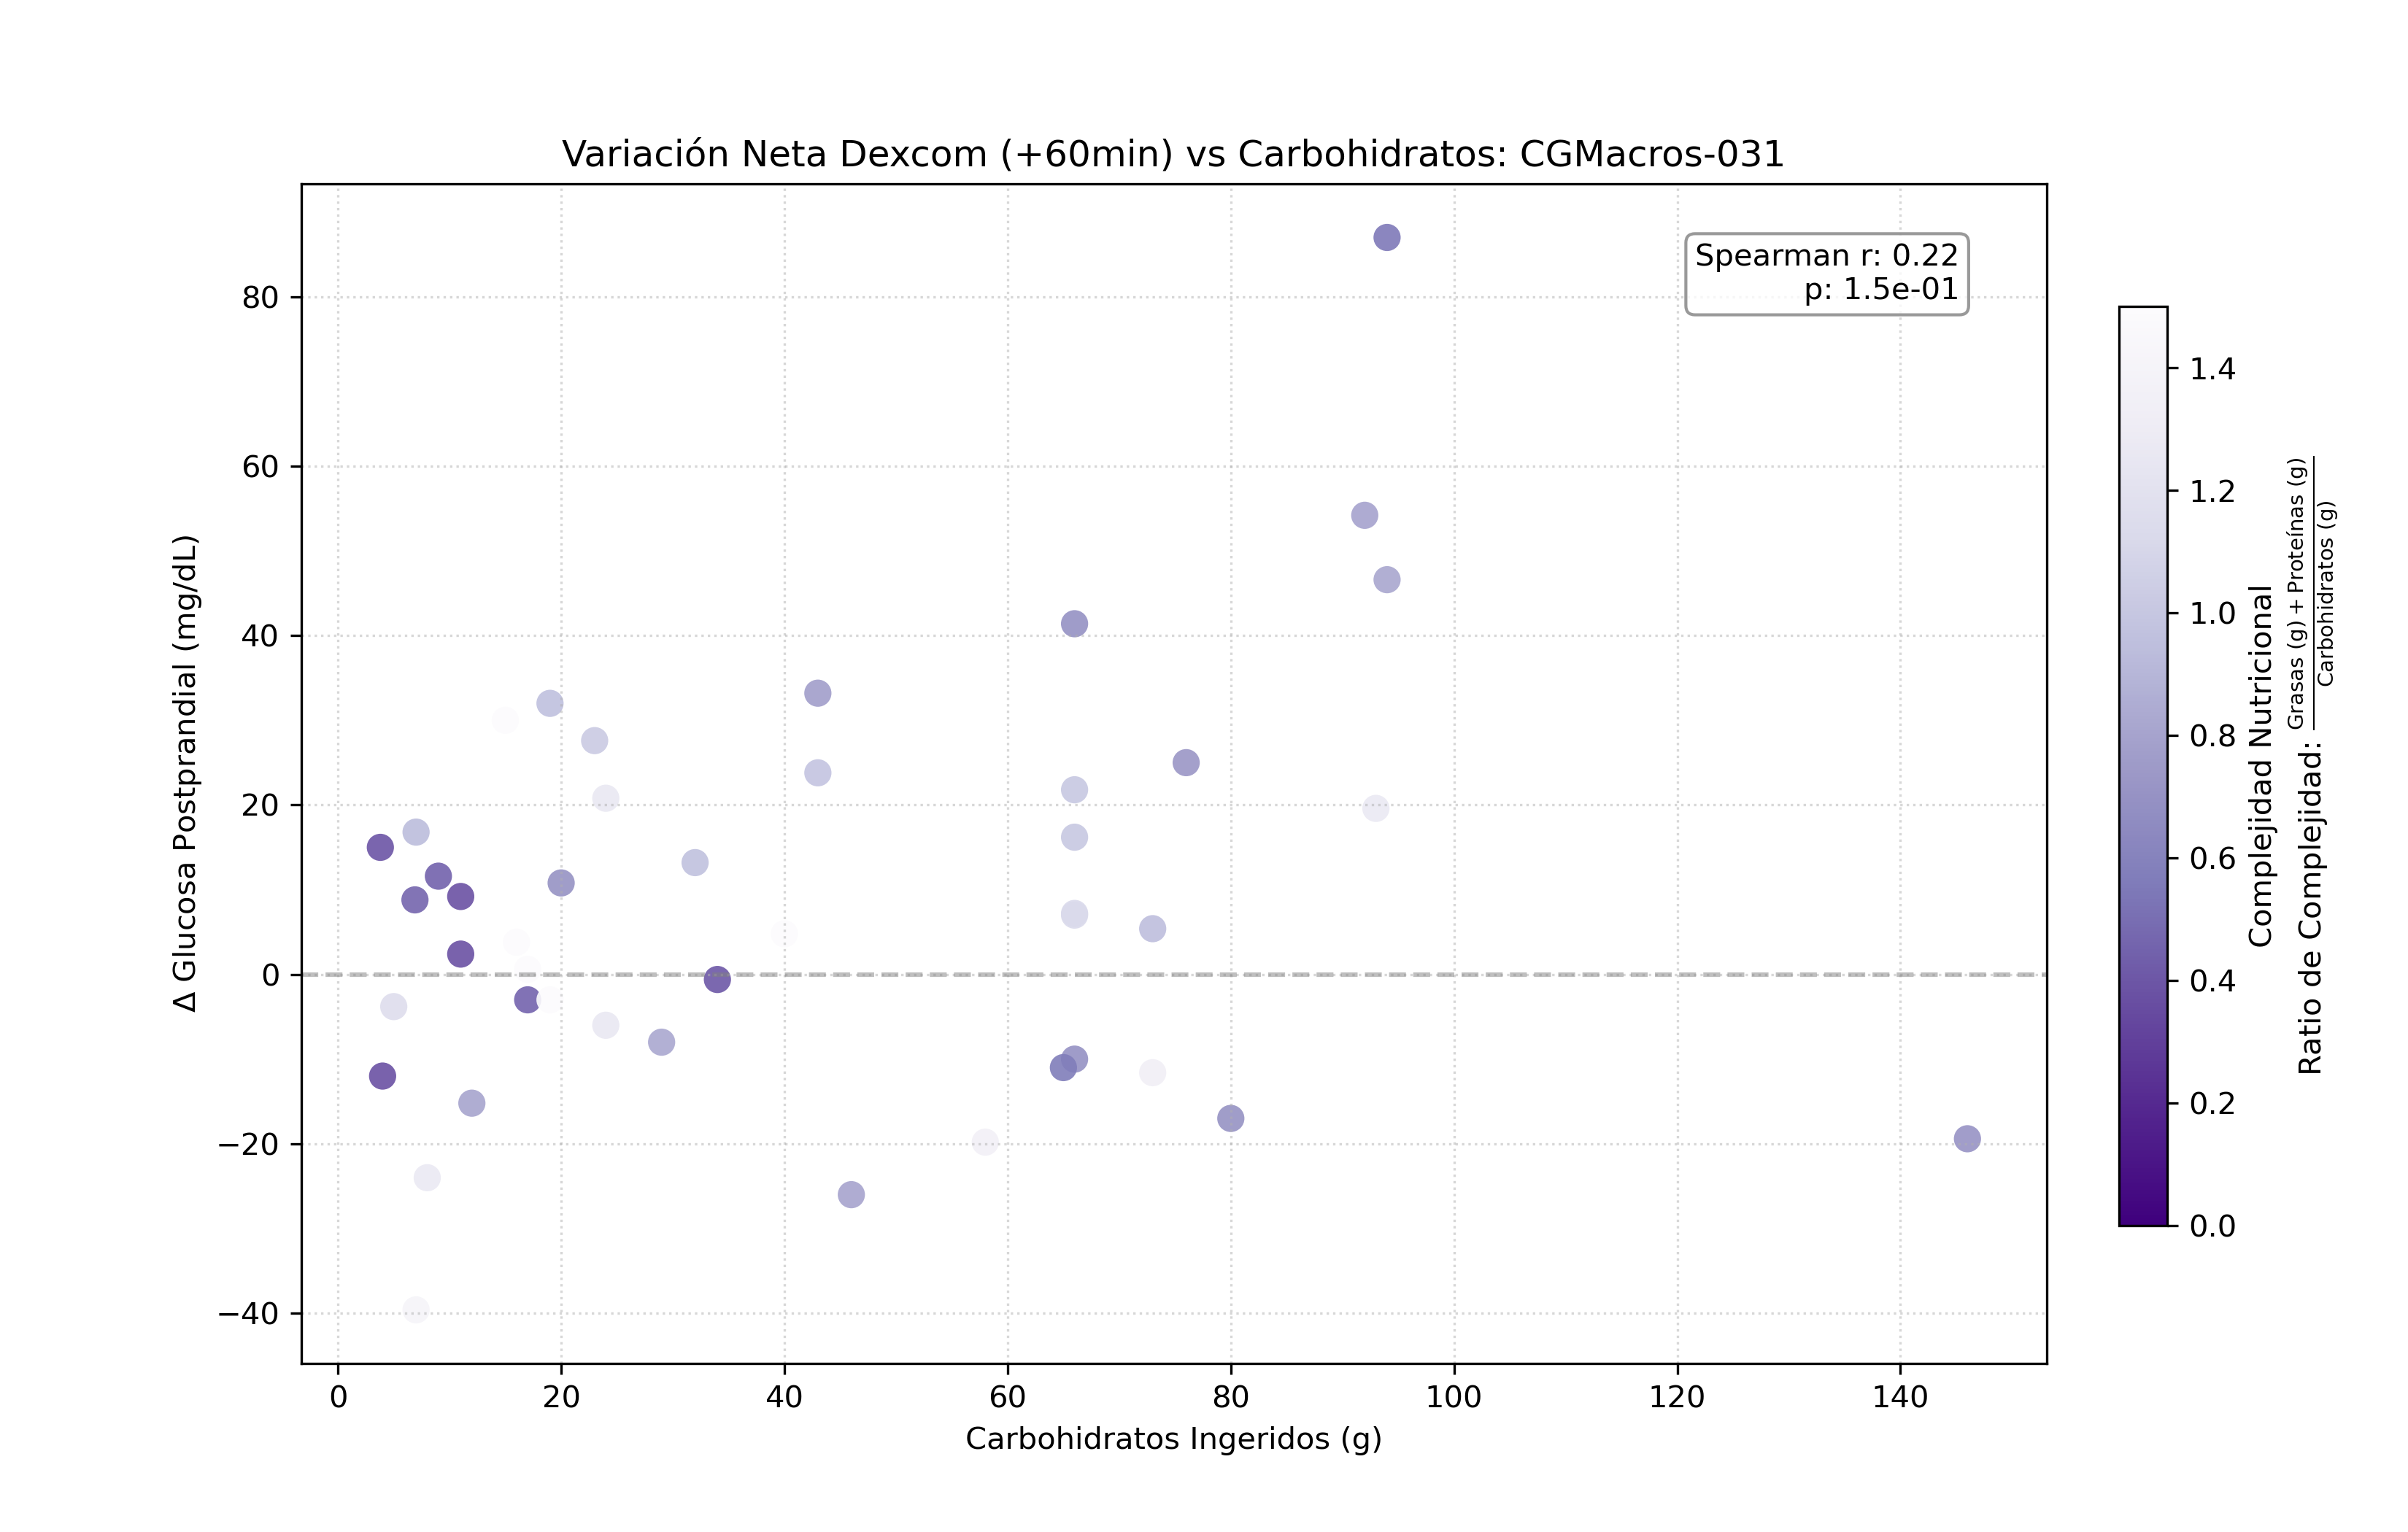 Variación Neta Dexcom (+60min) vs Carbohidratos: CGMacros-031
Spearman r: 0.22
p: 1.5e-01
Δ Glucosa Postprandial (mg/dL)
80
60
40
20
0
−20
−40
0
20
40
60
80
100
120
140
Carbohidratos Ingeridos (g)
1.4
1.2
1.0
0.8
0.6
0.4
0.2
0.0
Complejidad Nutricional
Ratio de Complejidad: Grasas (g) + Proteínas (g)
Carbohidratos (g)